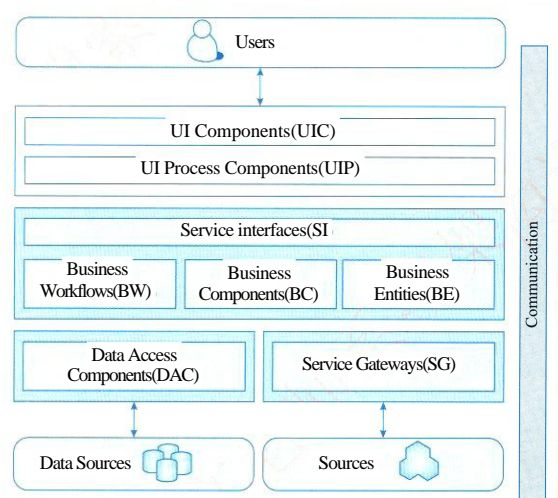 Users
UI Components(UIC)
UI Process Components(UIP)
Service interfaces(SI
Business
Workflows(BW)
Business
Components(BC)
Business
Entities(BE)
Data Access
Components(DAC)
Service Gateways(SG)
Data Sources
Sources
Communication